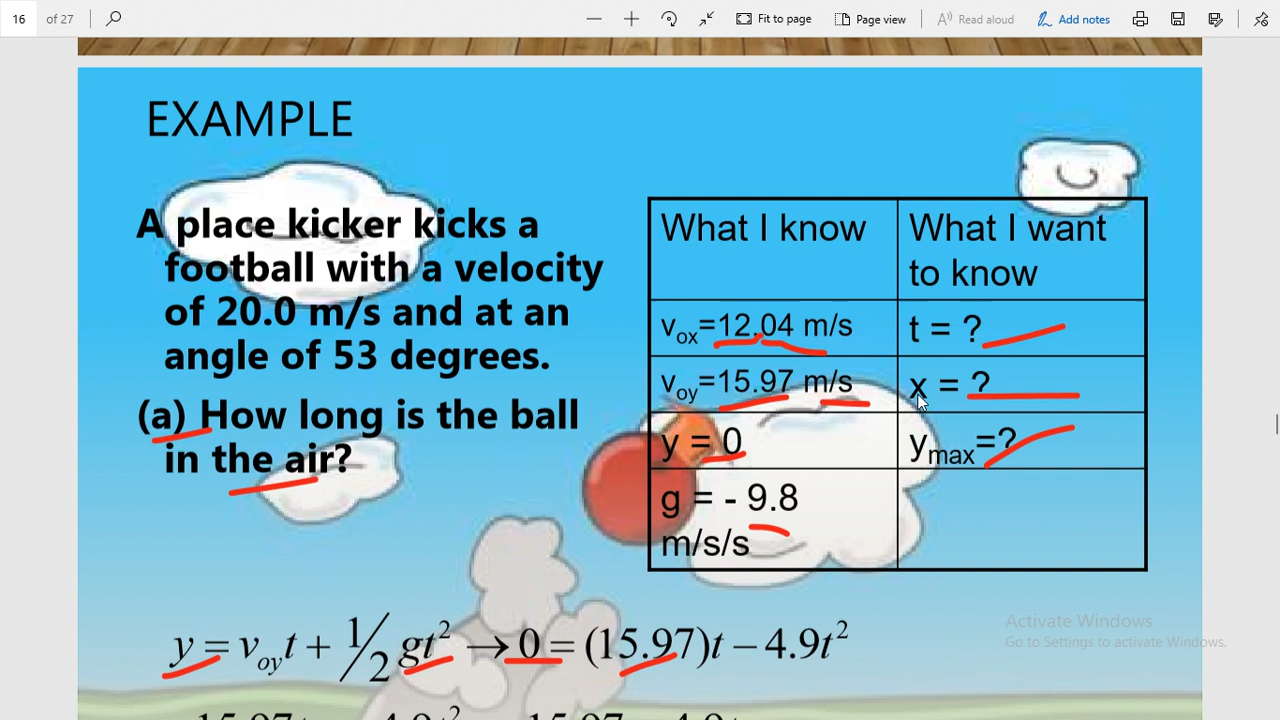 16 of 27 Fit to page Page view Read aloud Add notes
EXAMPLE
A place kicker kicks a
football with a velocity
of 20.0 m/s and at an
angle of 53 degrees.
(a) How long is the ball
in the air?
What I know What I want
to know
vox=12.04 m/s t = ?
voy=15.97 m/s x = ?
y = 0 ymax=?
g = - 9.8
m/s/s
y = voyt + 1/2 gt² → 0 = (15.97)t − 4.9t²
Activate Windows
Go to Settings to activate Windows.